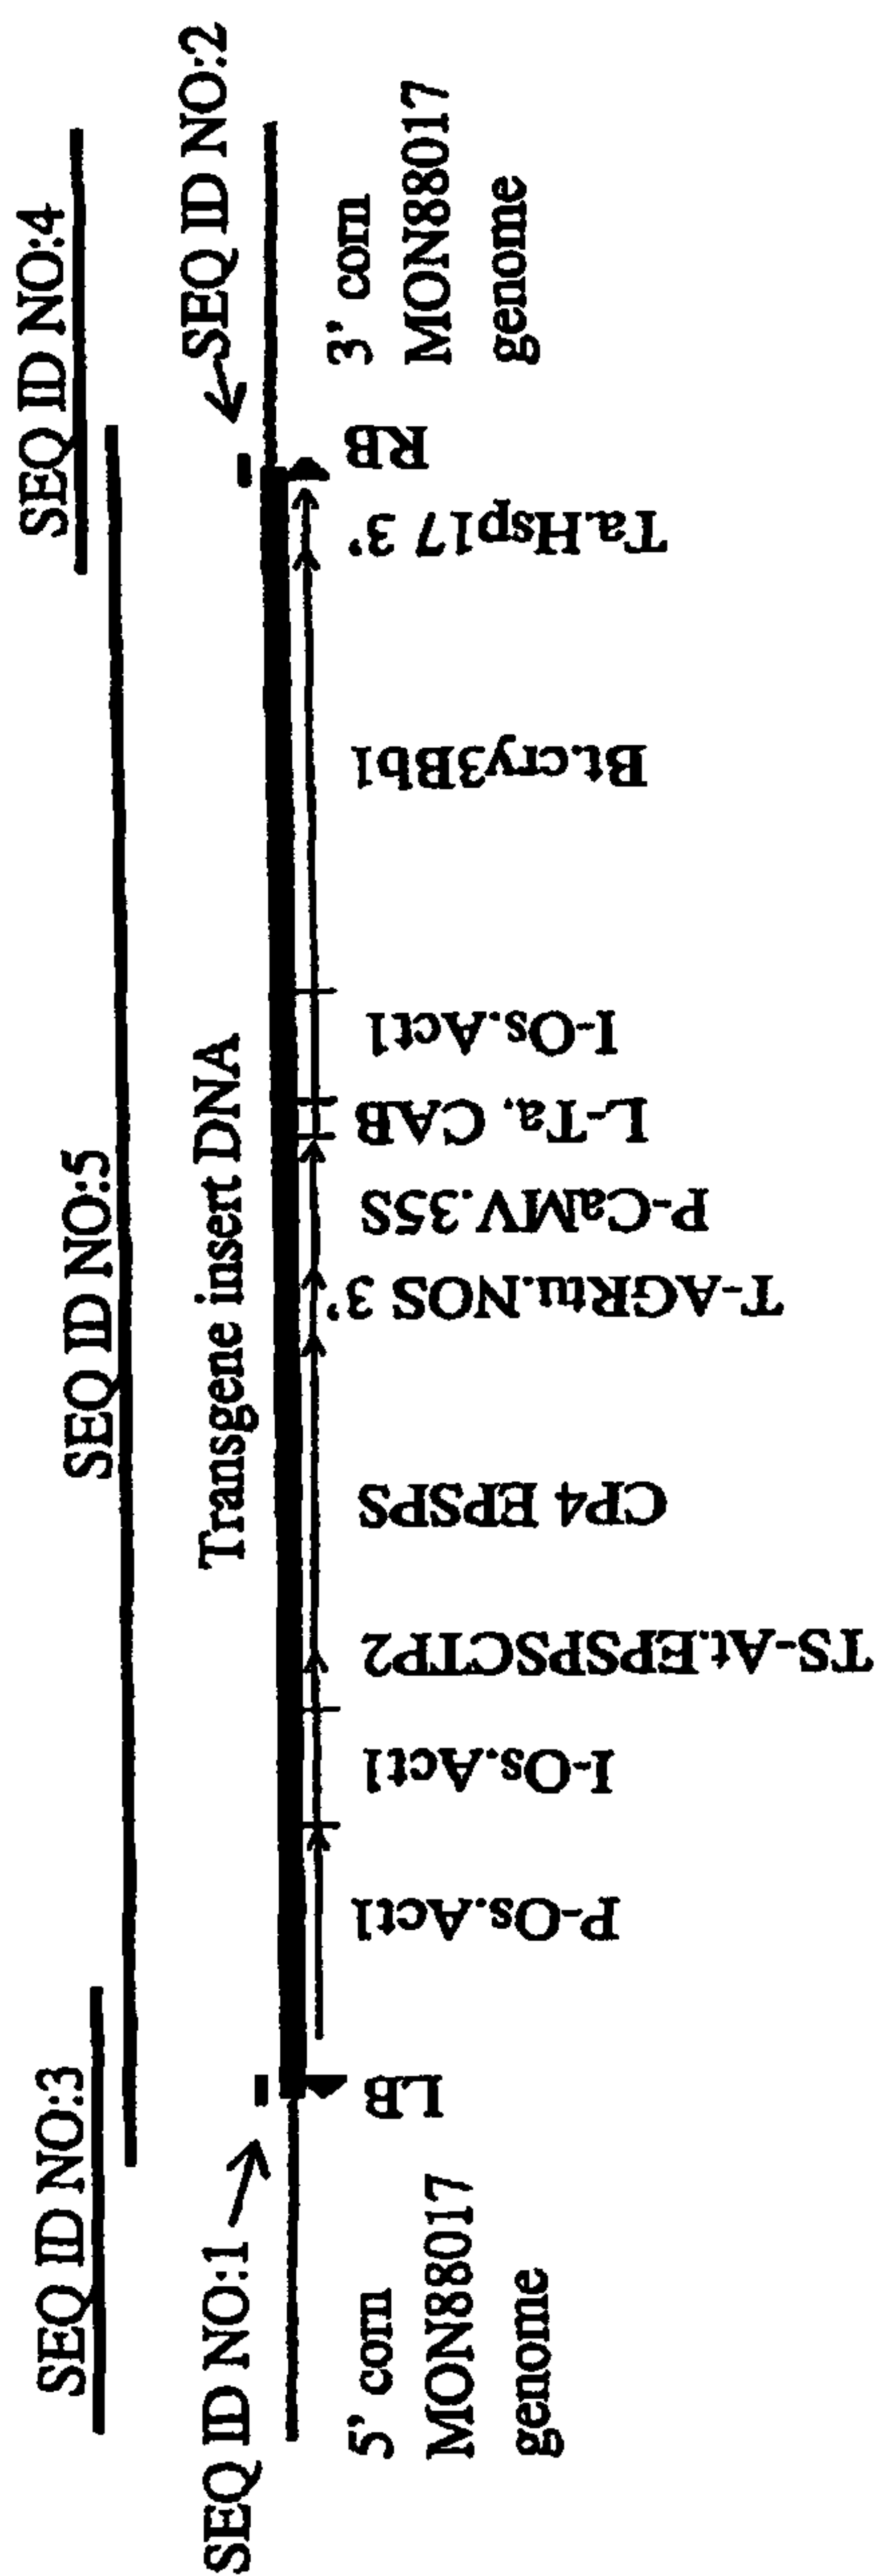 SEQ ID NO:3
SEQ ID NO:4
SEQ ID NO:5
SEQ ID NO:1
Transgene insert DNA
SEQ ID NO:2
5' corn
MON88017
genome
LB
P-Os.Act1
I-Os.Act1
TS-At.EPSPSCTP2
CP4 EPSPS
T-AGRtu.NOS 3'
P-CaMV.35S
L-Ta. CAB
I-Os.Act1
Bt.cry3Bb1
Ta.Hsp17 3'
RB
3' corn
MON88017
genome